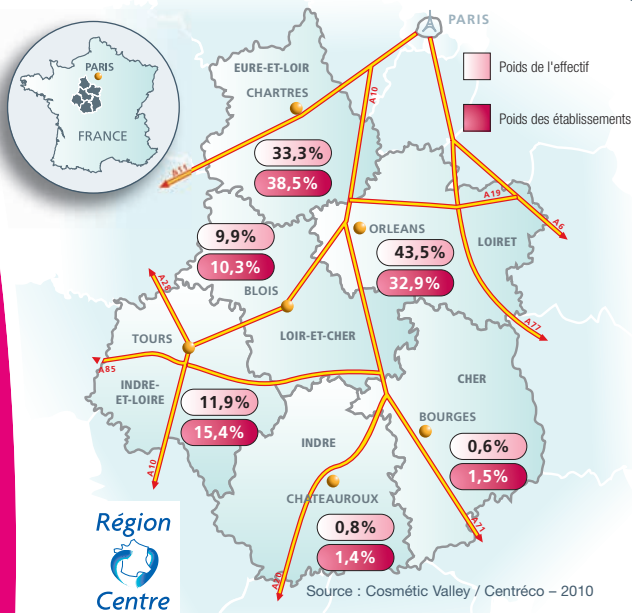 PARIS
Poids de l'effectif
Poids des établissements
PARIS
FRANCE
EURE-ET-LOIR
CHARTRES
A10
A11
33,3%
38,5%
A19
A6
ORLEANS
LOIRET
43,5%
32,9%
9,9%
10,3%
BLOIS
A28
A77
TOURS
LOIR-ET-CHER
A85
INDRE-
ET-LOIRE
11,9%
15,4%
CHER
BOURGES
0,6%
1,5%
INDRE
A10
CHATEAUROUX
A71
0,8%
1,4%
A20
Région
Centre
Source : Cosmétic Valley / Centréco – 2010